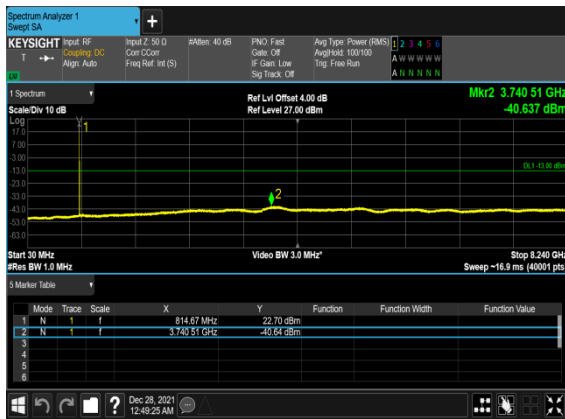 Spectrum Analyzer 1
Swept SA
+
KEYSIGHT Input: RF Input Z: 50 Ω #Atten: 40 dB PNO: Fast Avg Type: Power (RMS) 1 2 3 4 5 6
Coupling: DC Corr CCorr Gate: Off Avg|Hold: 100/100 A W W W W W
T Align: Auto Freq Ref: Int (S) IF Gain: Low Trig: Free Run
Sig Track: Off A N N N N N
1 Spectrum Ref Lvl Offset 4.00 dB Mkr2 3.740 51 GHz
Scale/Div 10 dB Ref Level 27.00 dBm -40.637 dBm
Log
1
17.0
7.00
-3.00
DL1 -13.00 dBm
-13.0
-23.0
2
-33.0
-43.0
-53.0
-63.0
Start 30 MHz Video BW 3.0 MHz* Stop 8.240 GHz
#Res BW 1.0 MHz Sweep ~16.9 ms (40001 pts)
5 Marker Table
Mode Trace Scale X Y Function Function Width Function Value
1 N 1 f 814.67 MHz 22.70 dBm
2 N 1 f 3.740 51 GHz -40.64 dBm
3
4
5
6
? Dec 28, 2021
12:49:25 AM